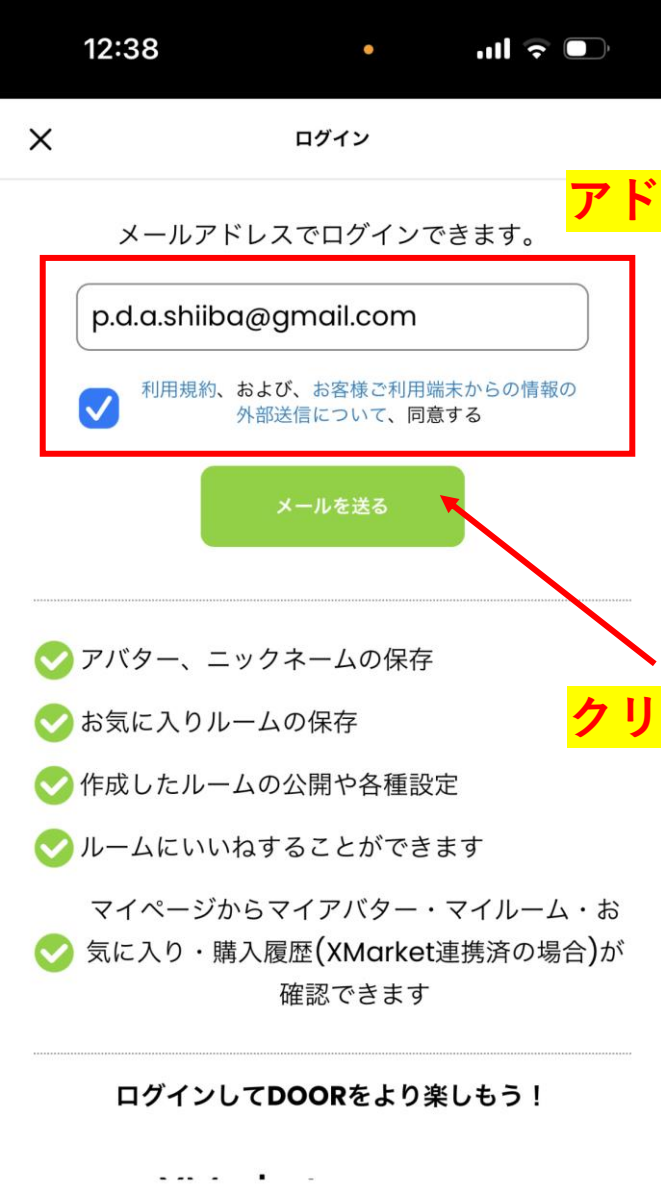 12:38
ログイン
アド
メールアドレスでログインできます。
p.d.a.shiiba@gmail.com
利用規約、および、お客様ご利用端末からの情報の
外部送信について、同意する
メールを送る
アバター、ニックネームの保存
クリ
お気に入りルームの保存
作成したルームの公開や各種設定
ルームにいいねすることができます
マイページからマイアバター・マイルーム・お
気に入り・購入履歴(XMarket連携済の場合)が
確認できます
ログインしてDOORをより楽しもう！